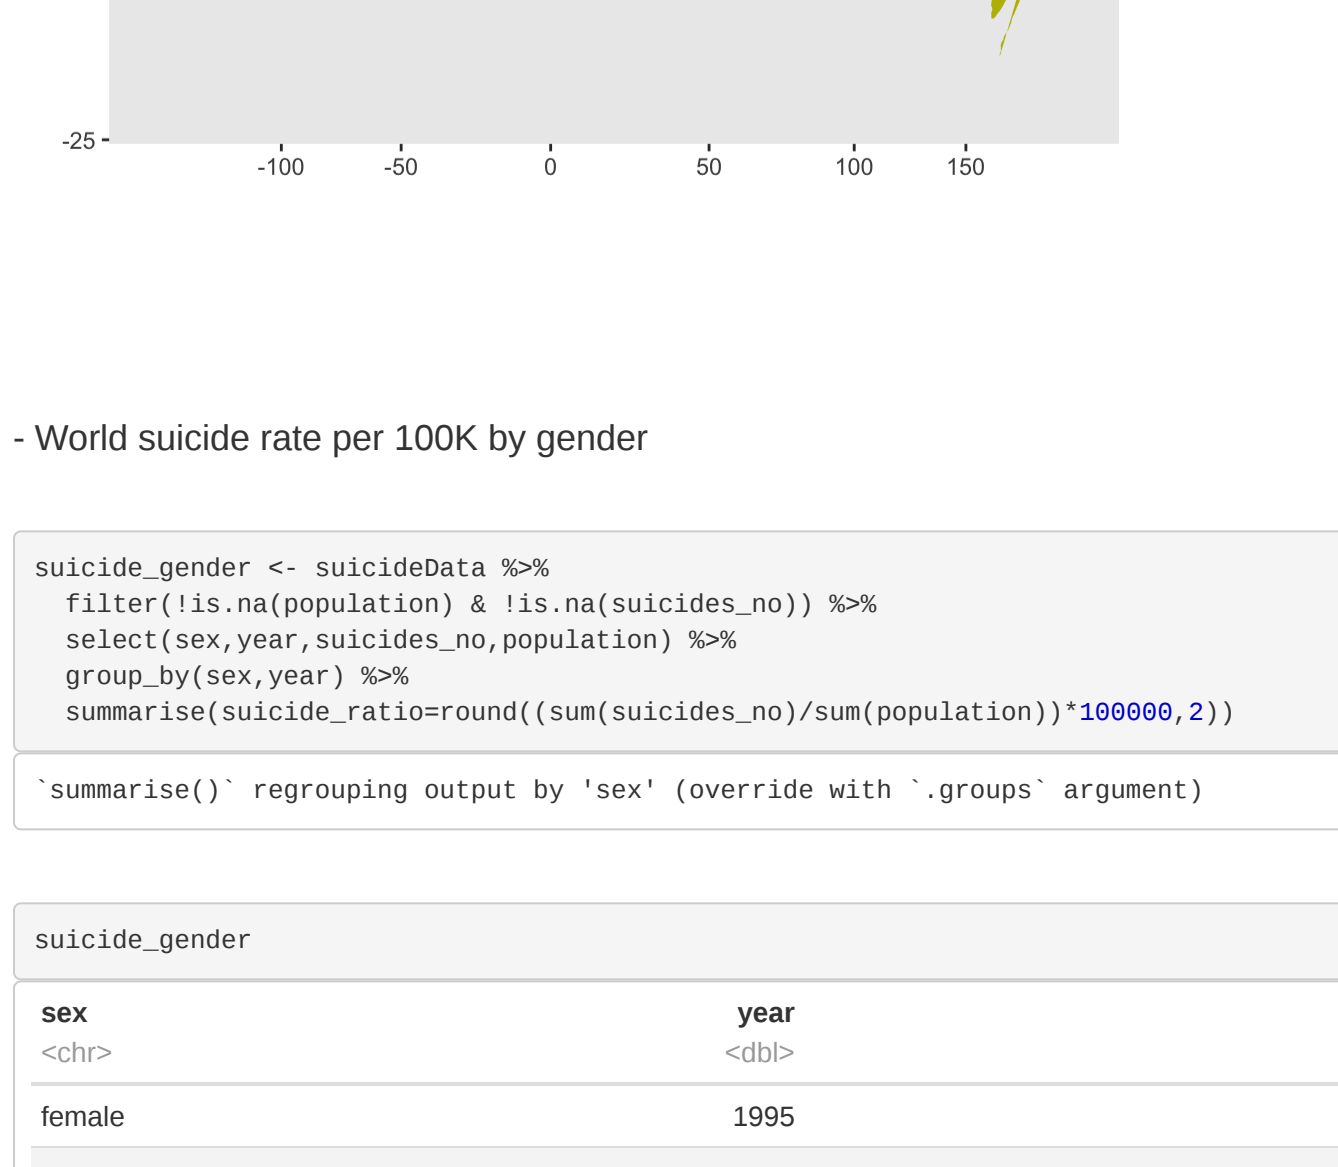 -25
-100 -50 0 50 100 150
- World suicide rate per 100K by gender
suicide_gender <- suicideData %>%
  filter(!is.na(population) & !is.na(suicides_no)) %>%
  select(sex,year,suicides_no,population) %>%
  group_by(sex,year) %>%
  summarise(suicide_ratio=round((sum(suicides_no)/sum(population))*100000,2))
`summarise()` regrouping output by 'sex' (override with `.groups` argument)
suicide_gender
sex year
<chr> <dbl>
female 1995